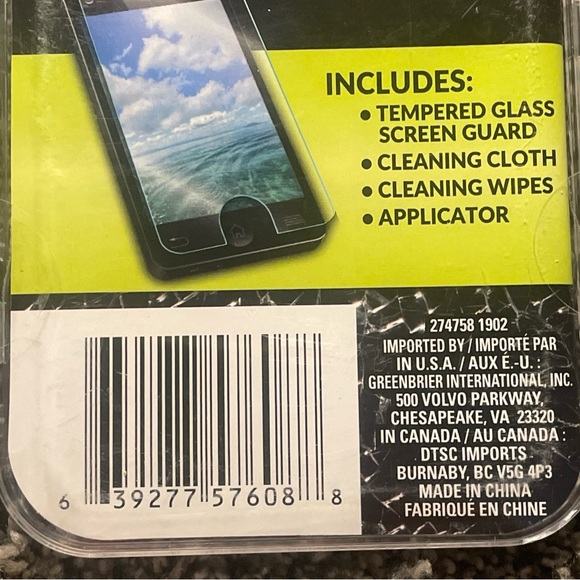 INCLUDES:
• TEMPERED GLASS
SCREEN GUARD
• CLEANING CLOTH
• CLEANING WIPES
• APPLICATOR
274758 1902
IMPORTED BY / IMPORTÉ PAR
IN U.S.A. / AUX É.-U. :
GREENBRIER INTERNATIONAL, INC.
500 VOLVO PARKWAY,
CHESAPEAKE, VA 23320
IN CANADA / AU CANADA :
DTSC IMPORTS
BURNABY, BC V5G 4P3
MADE IN CHINA
FABRIQUÉ EN CHINE
6 39277 57608 8